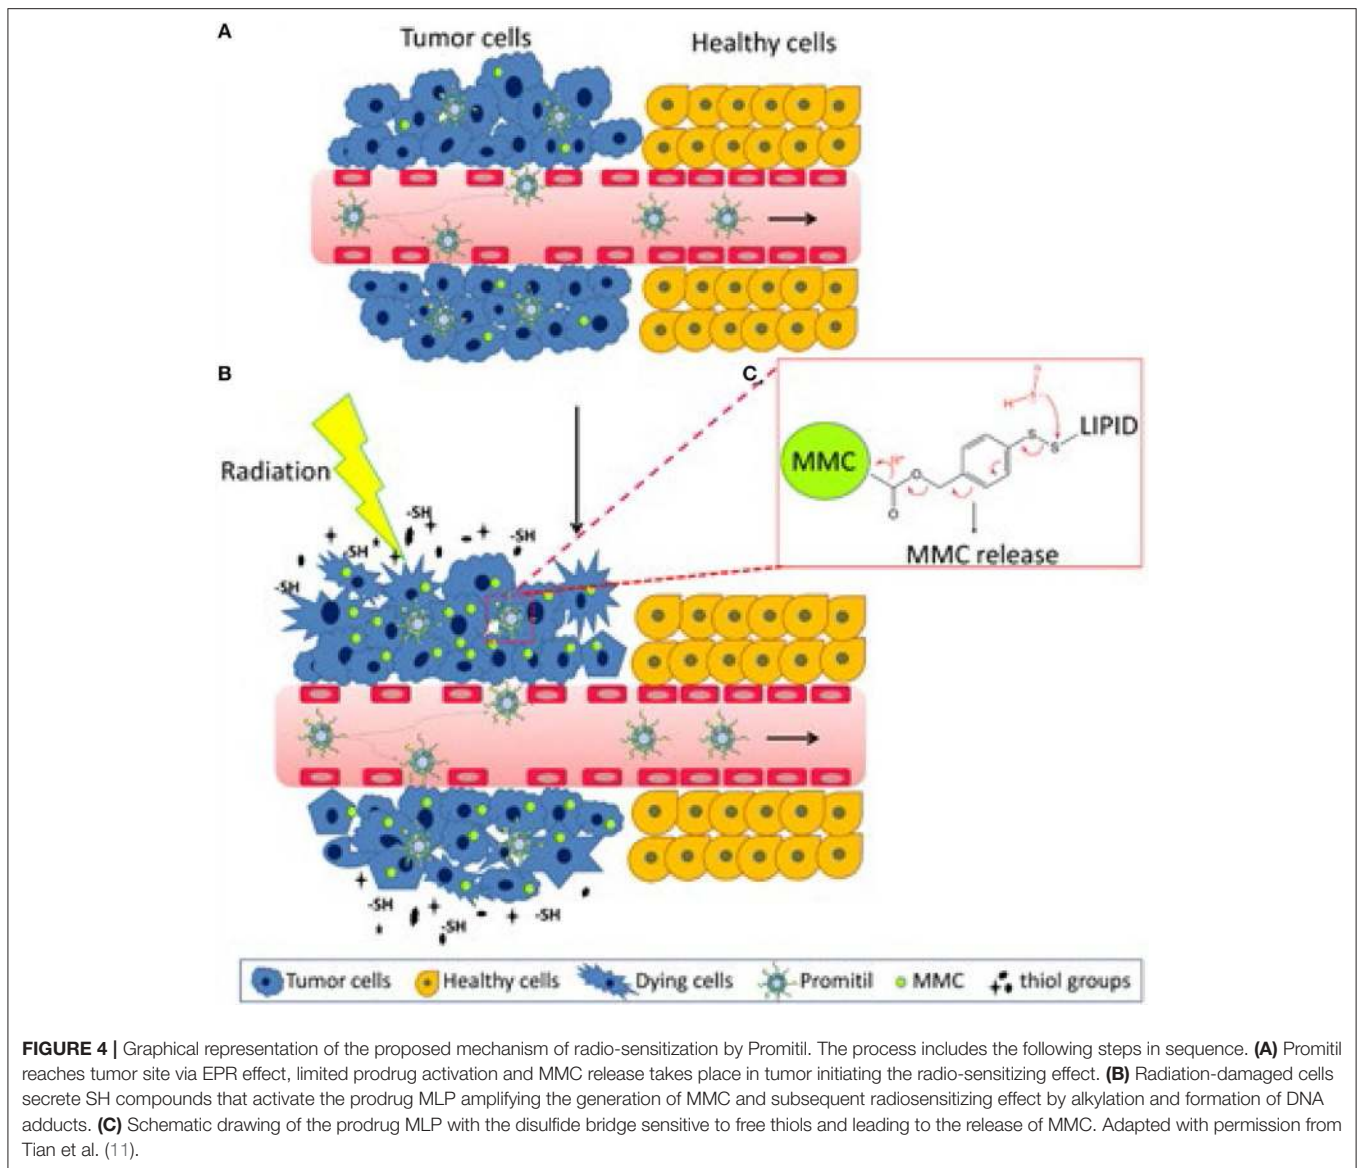 A
Tumor cells
Healthy cells
B
C
Radiation
-SH
-SH
-SH
-SH
H
S
S
LIPID
MMC
O
O
MMC release
-SH
-SH
-SH
Tumor cells Healthy cells Dying cells Promitil MMC thiol groups
FIGURE 4 | Graphical representation of the proposed mechanism of radio-sensitization by Promitil. The process includes the following steps in sequence. (A) Promitil
reaches tumor site via EPR effect, limited prodrug activation and MMC release takes place in tumor initiating the radio-sensitizing effect. (B) Radiation-damaged cells
secrete SH compounds that activate the prodrug MLP amplifying the generation of MMC and subsequent radiosensitizing effect by alkylation and formation of DNA
adducts. (C) Schematic drawing of the prodrug MLP with the disulfide bridge sensitive to free thiols and leading to the release of MMC. Adapted with permission from
Tian et al. (11).